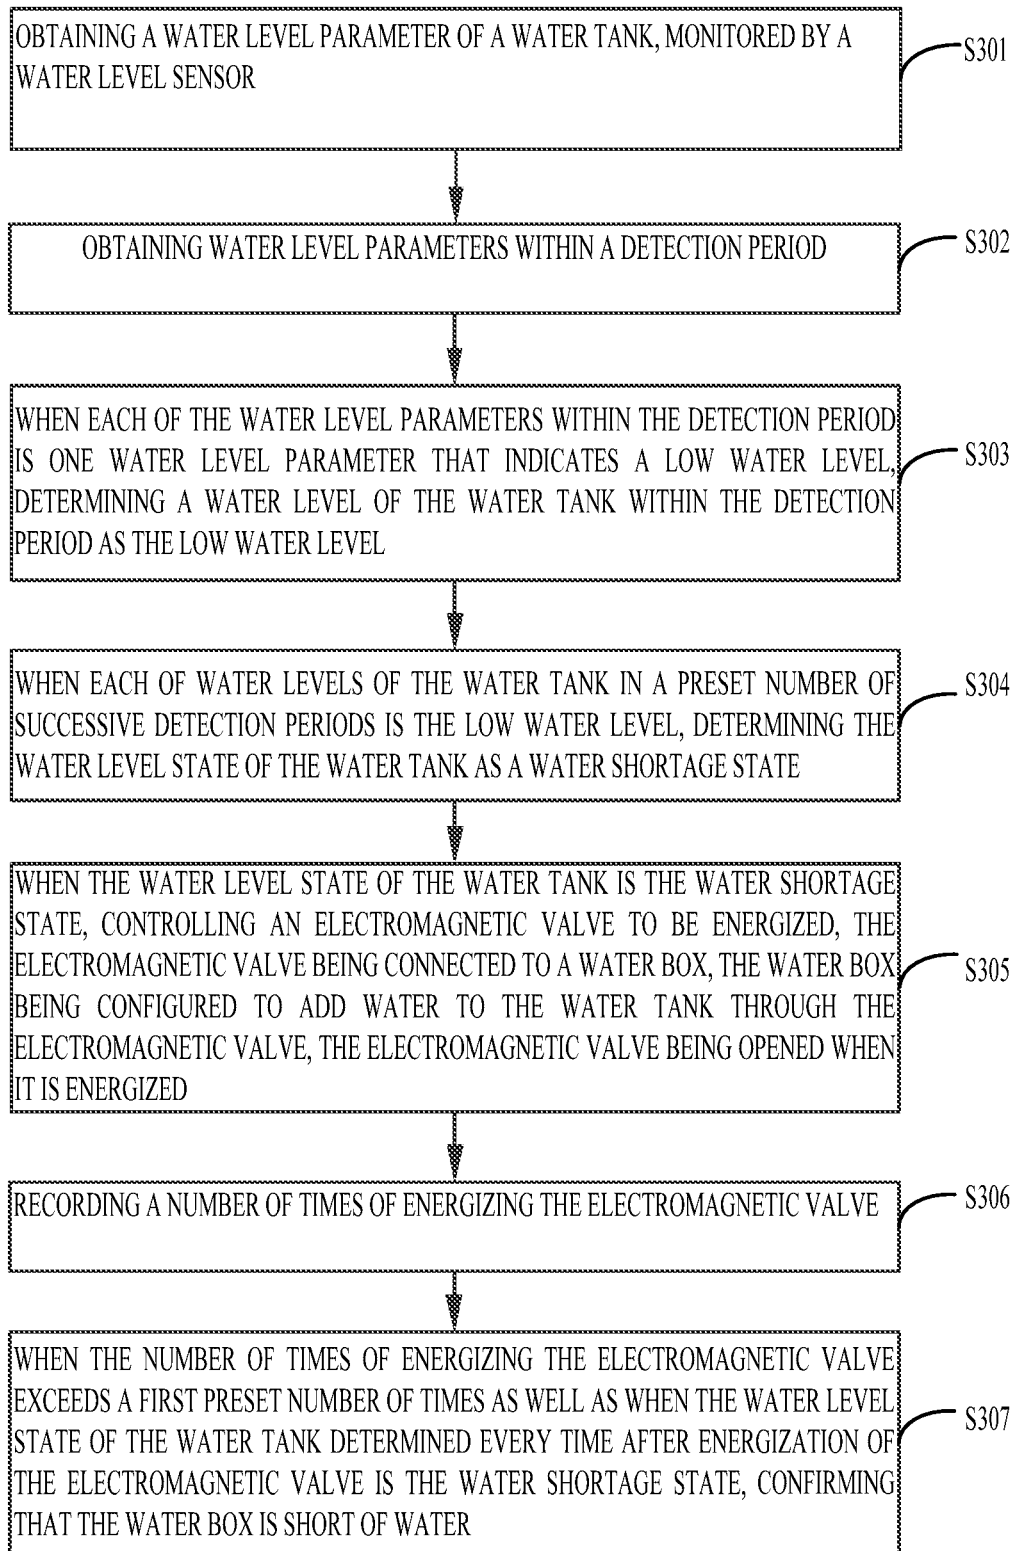 OBTAINING A WATER LEVEL PARAMETER OF A WATER TANK, MONITORED BY A
WATER LEVEL SENSOR
S301
OBTAINING WATER LEVEL PARAMETERS WITHIN A DETECTION PERIOD
S302
WHEN EACH OF THE WATER LEVEL PARAMETERS WITHIN THE DETECTION PERIOD
IS ONE WATER LEVEL PARAMETER THAT INDICATES A LOW WATER LEVEL,
DETERMINING A WATER LEVEL OF THE WATER TANK WITHIN THE DETECTION
PERIOD AS THE LOW WATER LEVEL
S303
WHEN EACH OF WATER LEVELS OF THE WATER TANK IN A PRESET NUMBER OF
SUCCESSIVE DETECTION PERIODS IS THE LOW WATER LEVEL, DETERMINING THE
WATER LEVEL STATE OF THE WATER TANK AS A WATER SHORTAGE STATE
S304
WHEN THE WATER LEVEL STATE OF THE WATER TANK IS THE WATER SHORTAGE
STATE, CONTROLLING AN ELECTROMAGNETIC VALVE TO BE ENERGIZED, THE
ELECTROMAGNETIC VALVE BEING CONNECTED TO A WATER BOX, THE WATER BOX
BEING CONFIGURED TO ADD WATER TO THE WATER TANK THROUGH THE
ELECTROMAGNETIC VALVE, THE ELECTROMAGNETIC VALVE BEING OPENED WHEN
IT IS ENERGIZED
S305
RECORDING A NUMBER OF TIMES OF ENERGIZING THE ELECTROMAGNETIC VALVE
S306
WHEN THE NUMBER OF TIMES OF ENERGIZING THE ELECTROMAGNETIC VALVE
EXCEEDS A FIRST PRESET NUMBER OF TIMES AS WELL AS WHEN THE WATER LEVEL
STATE OF THE WATER TANK DETERMINED EVERY TIME AFTER ENERGIZATION OF
THE ELECTROMAGNETIC VALVE IS THE WATER SHORTAGE STATE, CONFIRMING
THAT THE WATER BOX IS SHORT OF WATER
S307